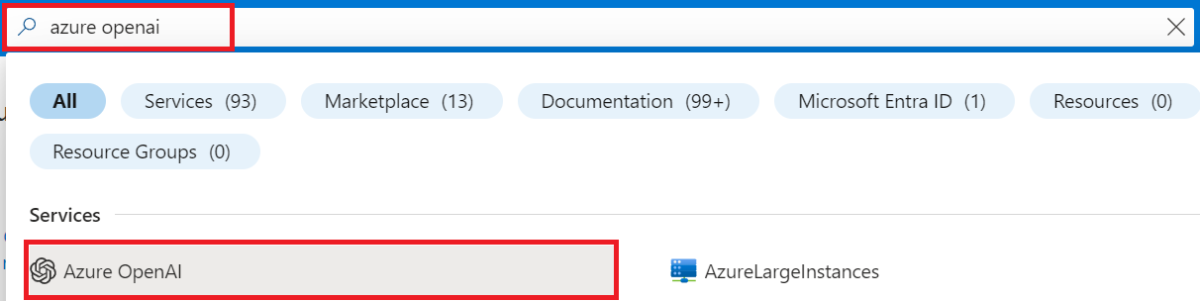 azure openai
All Services (93) Marketplace (13) Documentation (99+) Microsoft Entra ID (1) Resources (0)
Resource Groups (0)
Services
Azure OpenAI AzureLargeInstances